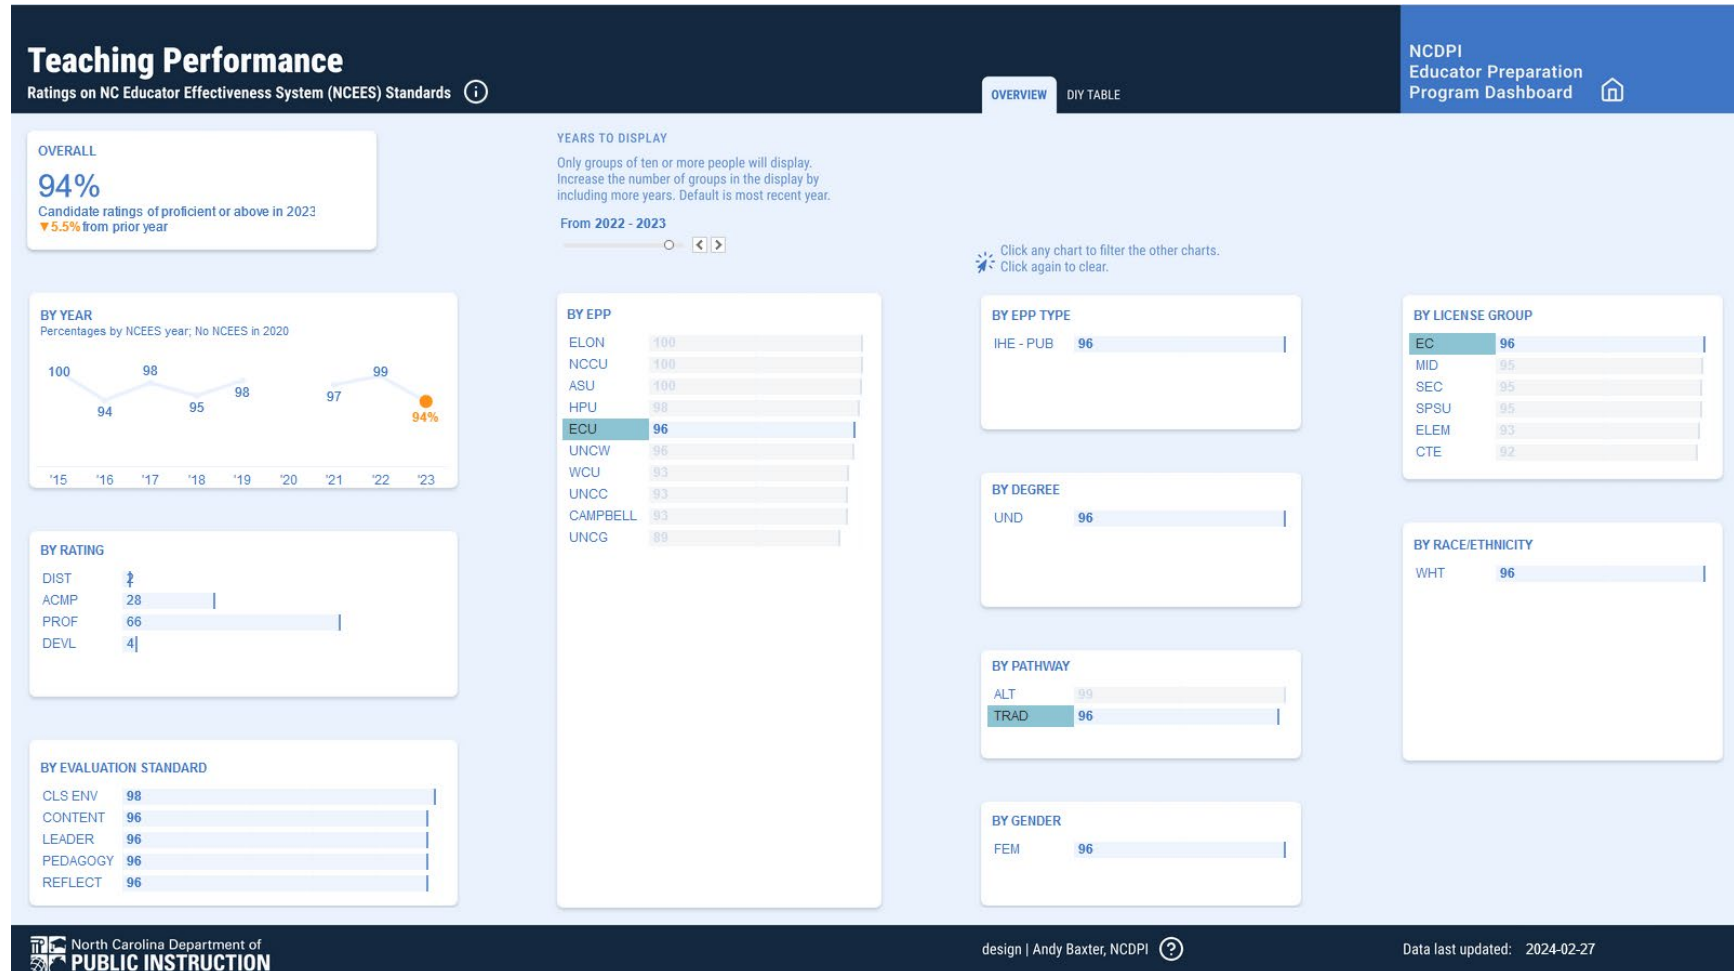 Teaching Performance
Ratings on NC Educator Effectiveness System (NCEES) Standards
OVERVIEW DIY TABLE
NCDPI
Educator Preparation
Program Dashboard
OVERALL
94%
Candidate ratings of proficient or above in 2023
▼5.5% from prior year
YEARS TO DISPLAY
Only groups of ten or more people will display.
Increase the number of groups in the display by
including more years. Default is most recent year.
From 2022 - 2023
Click any chart to filter the other charts.
Click again to clear.
BY YEAR
Percentages by NCEES year; No NCEES in 2020
100 94 98 95 98 97 99 94%
'15 '16 '17 '18 '19 '20 '21 '22 '23
BY RATING
DIST 2
ACMP 28
PROF 66
DEVL 4
BY EVALUATION STANDARD
CLS ENV 98
CONTENT 96
LEADER 96
PEDAGOGY 96
REFLECT 96
BY EPP
ELON 100
NCCU 100
ASU 100
HPU 98
ECU 96
UNCW 96
WCU 93
UNCC 93
CAMPBELL 93
UNCG 89
BY EPP TYPE
IHE - PUB 96
BY DEGREE
UND 96
BY PATHWAY
ALT 99
TRAD 96
BY GENDER
FEM 96
BY LICENSE GROUP
EC 96
MID 95
SEC 95
SPSU 95
ELEM 93
CTE 92
BY RACE/ETHNICITY
WHT 96
North Carolina Department of
PUBLIC INSTRUCTION
design | Andy Baxter, NCDPI
Data last updated: 2024-02-27